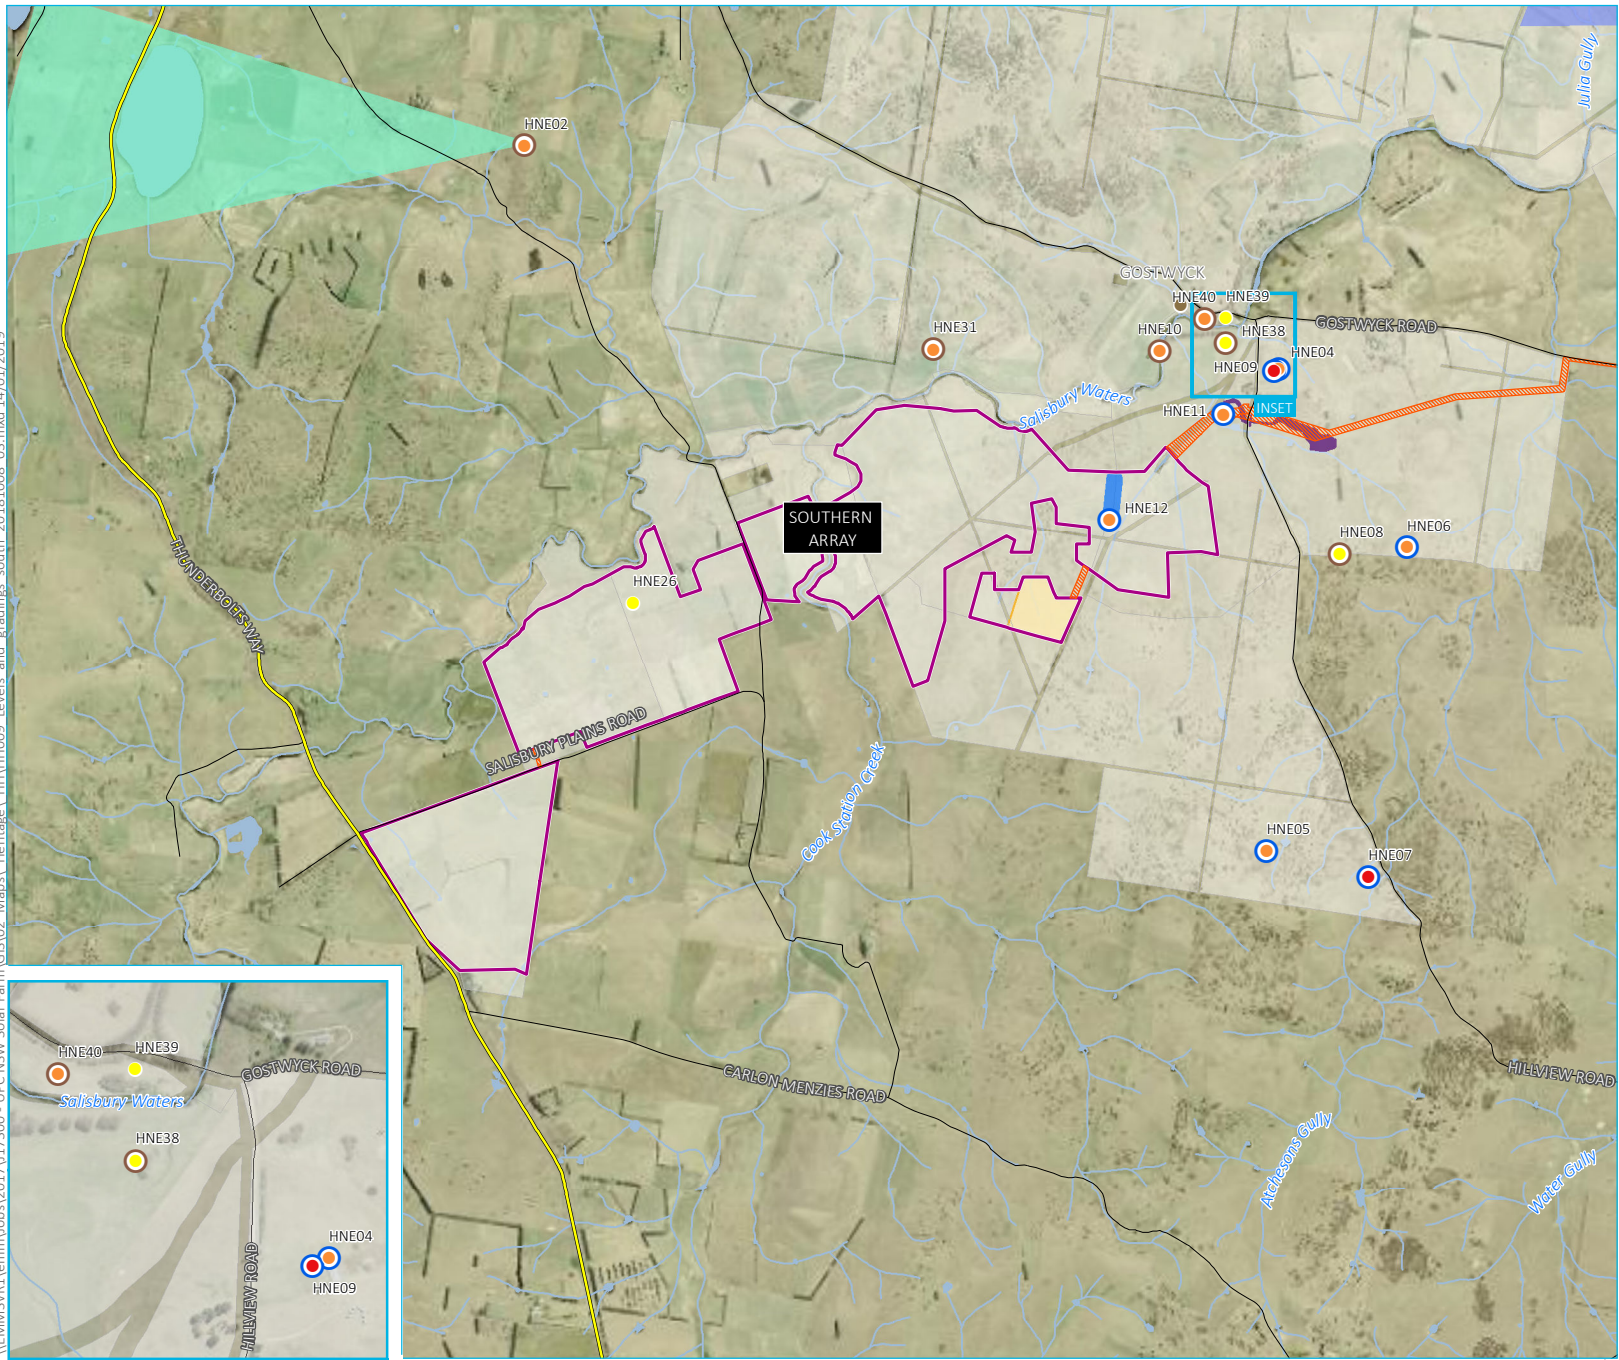 Julia Gully
HNE02
GOSTWYCK
HNE40
HNE39
GOSTWYCK ROAD
HNE31
HNE10
HNE38
HNE04
HNE09
Salisbury Waters
HNE11
INSET
HNE12
SOUTHERN
ARRAY
HNE08
HNE06
THUNDERBOLTS WAY
HNE26
SALISBURY PLAINS ROAD
Cook Station Creek
HNE05
HNE07
CARLON MENZIES ROAD
HILLVIEW ROAD
Atchesons Gully
Water Gully
HNE40
HNE39
GOSTWYCK ROAD
Salisbury Waters
HNE38
HILLVIEW ROAD
HNE04
HNE09